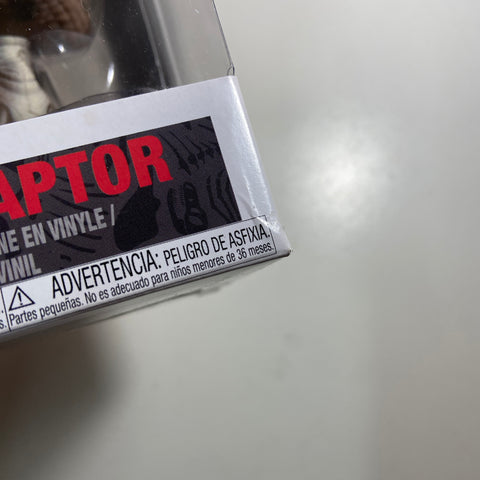 APTOR
NE EN VINYLE /
VINIL
ADVERTENCIA: PELIGRO DE ASFIXIA.
Partes pequeñas. No es adecuado para niños menores de 36 meses.